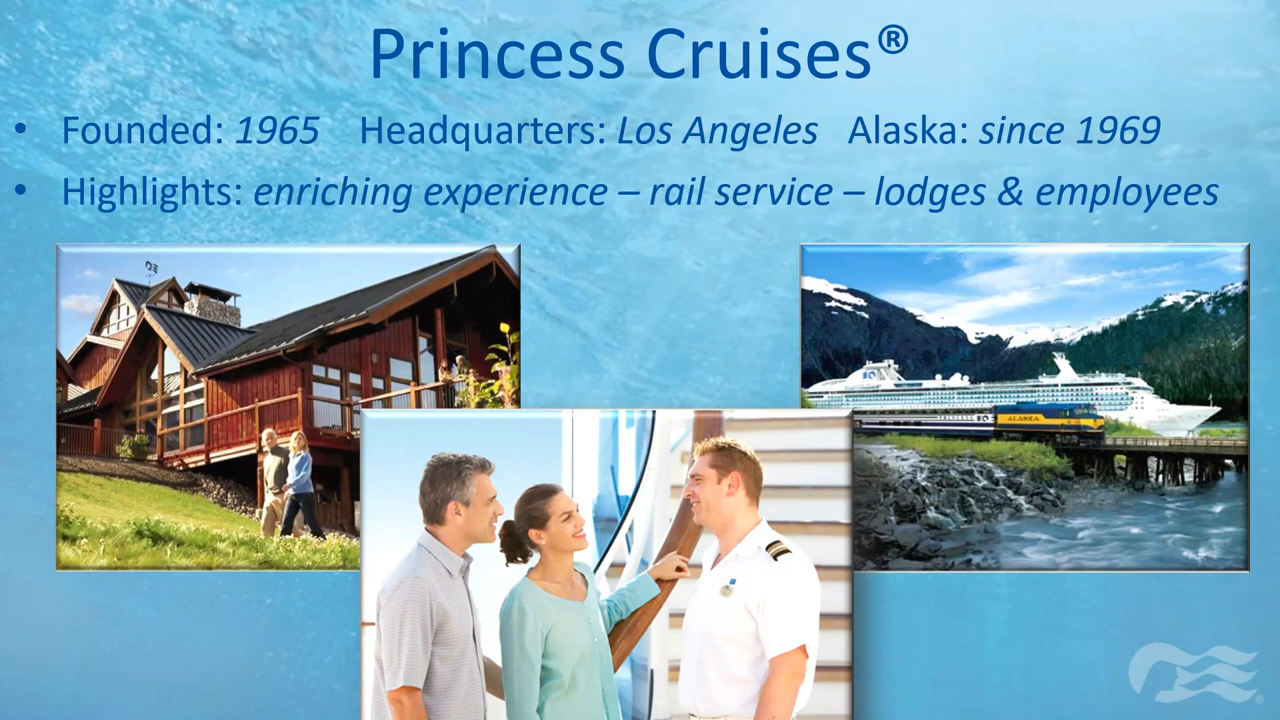 Princess Cruises®
• Founded: 1965 Headquarters: Los Angeles Alaska: since 1969
• Highlights: enriching experience – rail service – lodges & employees
ALASKA
®